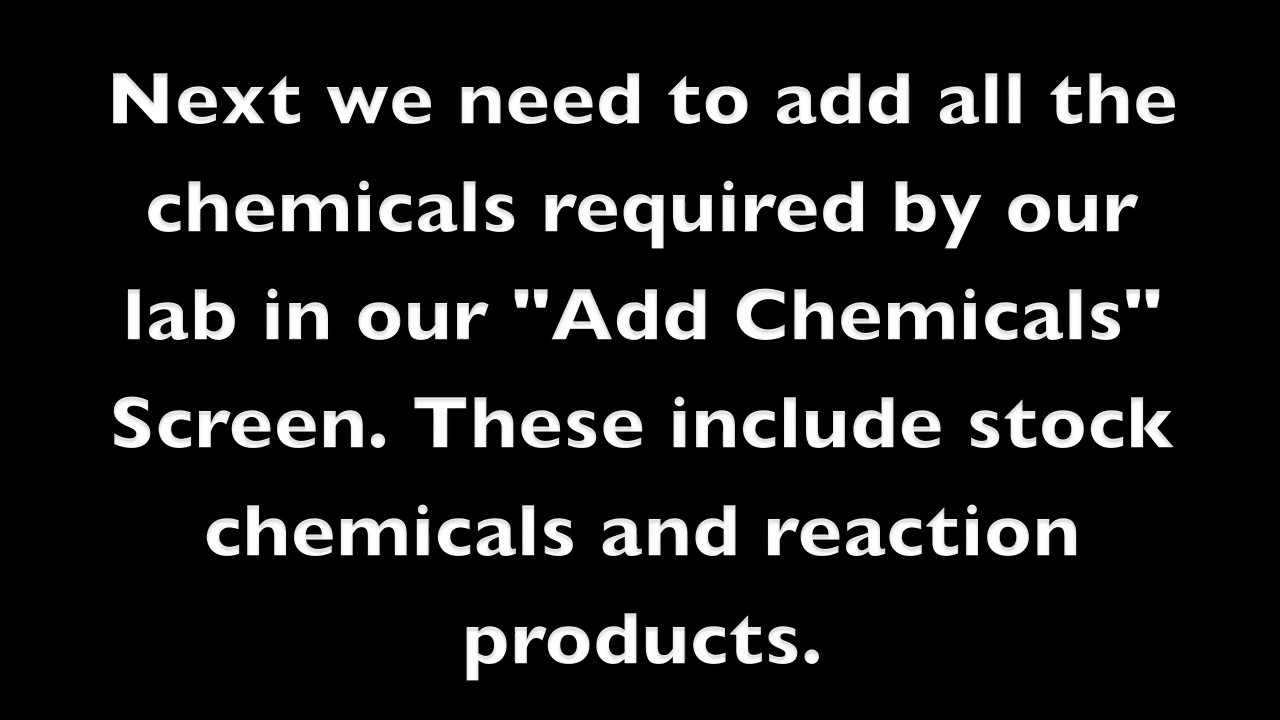 Next we need to add all the
chemicals required by our
lab in our "Add Chemicals"
Screen. These include stock
chemicals and reaction
products.